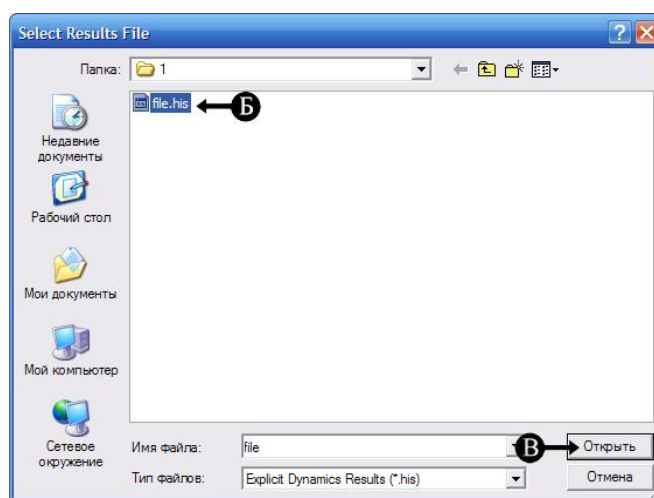 Select Results File
Папка: 1
file.his Б
Недавние
документы
Рабочий стол
Мои документы
Мой компьютер
Сетевое
окружение
Имя файла: file В Открыть
Тип файлов: Explicit Dynamics Results (*.his) Отмена